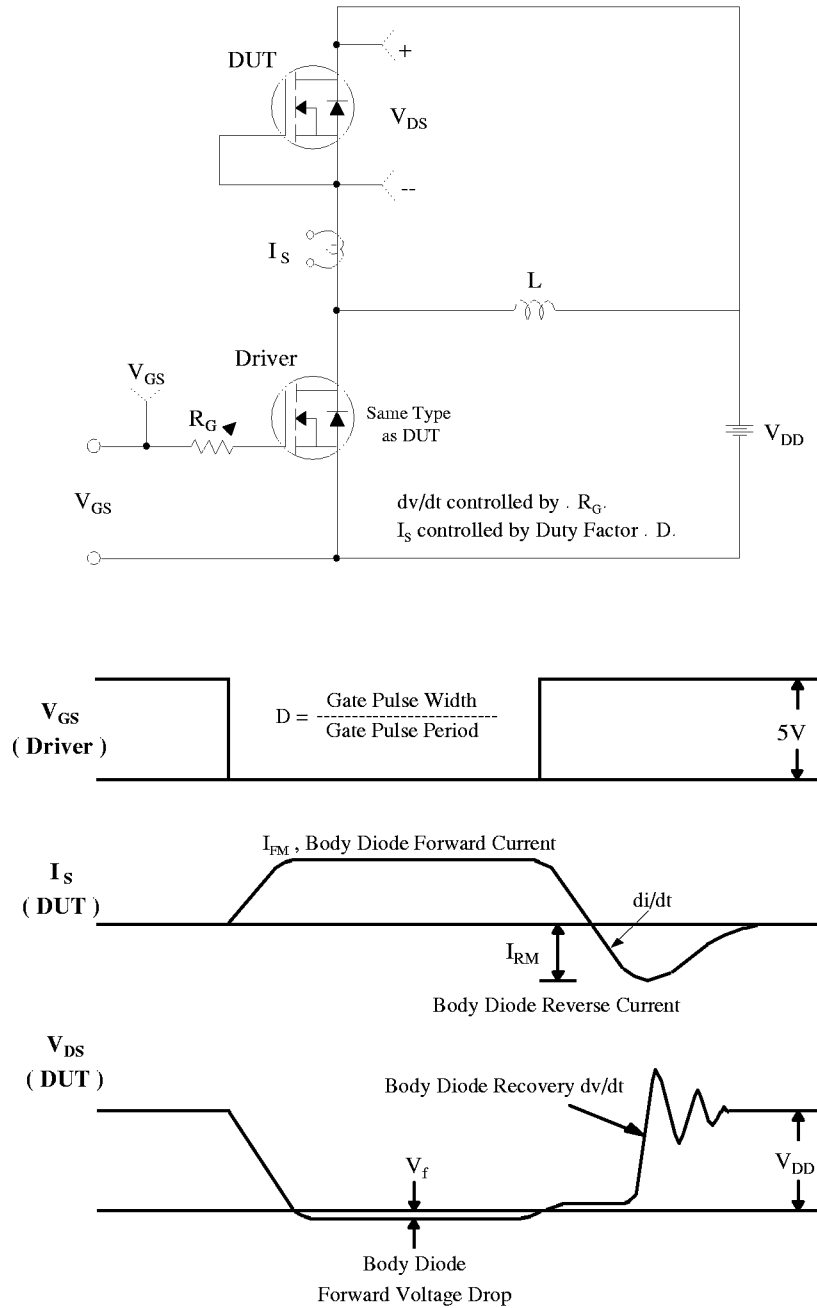 DUT
+
V_DS
--
I_S
L
Driver
V_GS
R_G
Same Type
as DUT
V_DD
V_GS
dv/dt controlled by . R_G.
I_S controlled by Duty Factor . D.
V_GS
( Driver )
D = Gate Pulse Width
Gate Pulse Period
5V
I_FM , Body Diode Forward Current
I_S
( DUT )
di/dt
I_RM
Body Diode Reverse Current
V_DS
( DUT )
Body Diode Recovery dv/dt
V_f
V_DD
Body Diode
Forward Voltage Drop